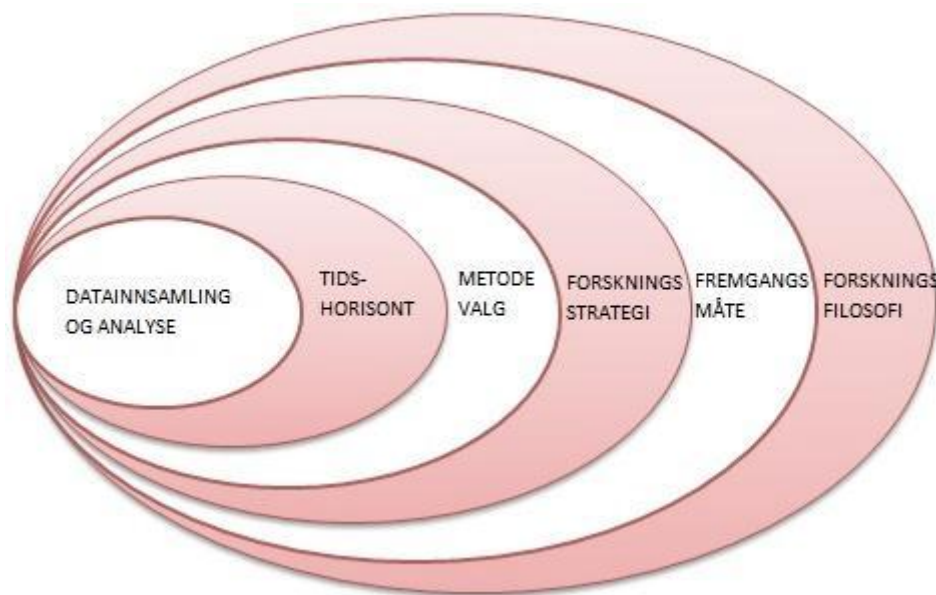 DATAINNSAMLING
OG ANALYSE
TIDS-
HORISONT
METODE
VALG
FORSKNINGS
STRATEGI
FREMGANGS
MÅTE
FORSKNINGS
FILOSOFI